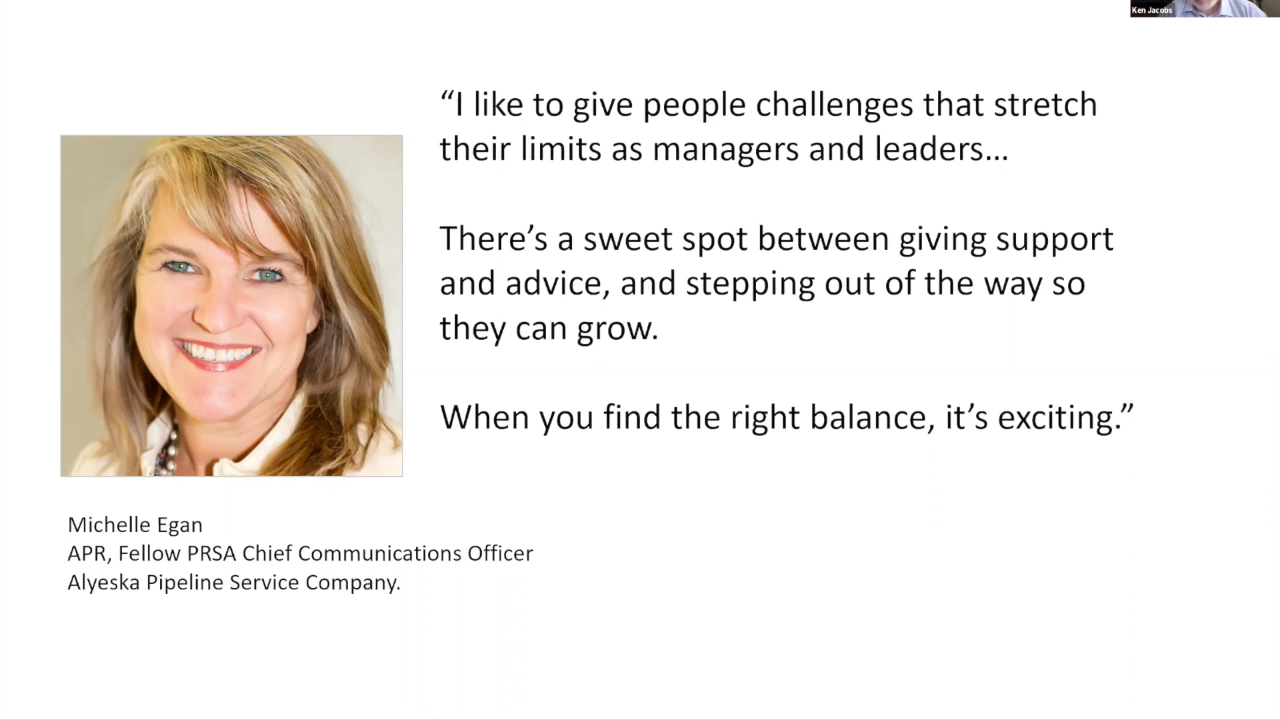 Ken Jacobs
“I like to give people challenges that stretch
their limits as managers and leaders…
There’s a sweet spot between giving support
and advice, and stepping out of the way so
they can grow.
When you find the right balance, it’s exciting.”
Michelle Egan
APR, Fellow PRSA Chief Communications Officer
Alyeska Pipeline Service Company.